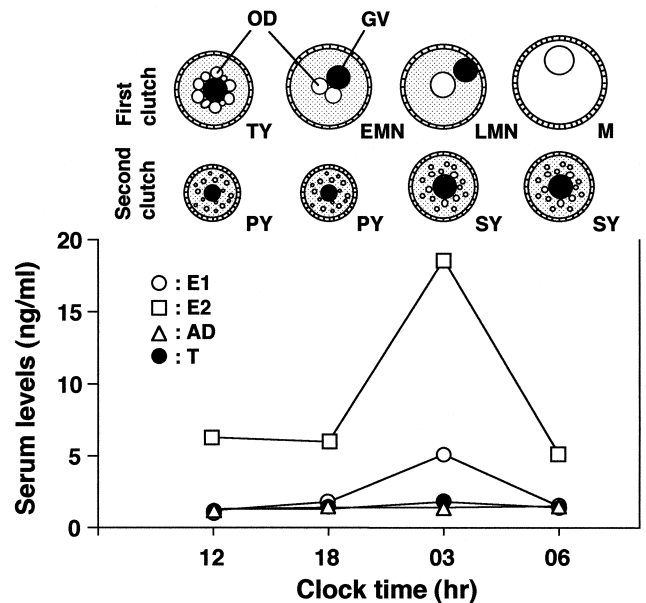 OD GV
First clutch
TY EMN LMN M
Second clutch
PY PY SY SY
Serum levels (ng/ml)
20
15
10
5
0
: E1
: E2
: AD
: T
12 18 03 06
Clock time (hr)